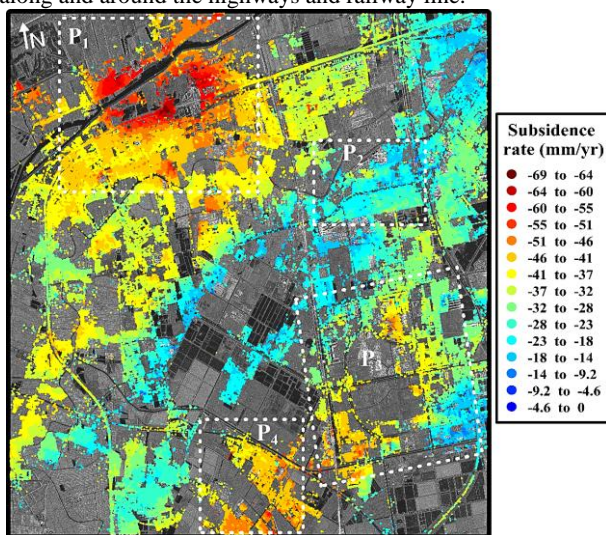 along and around the highways and railway line.
P1
N
P2
P3
P4
Subsidence
rate (mm/yr)
-69 to -64
-64 to -60
-60 to -55
-55 to -51
-51 to -46
-46 to -41
-41 to -37
-37 to -32
-32 to -28
-28 to -23
-23 to -18
-18 to -14
-14 to -9.2
-9.2 to -4.6
-4.6 to 0